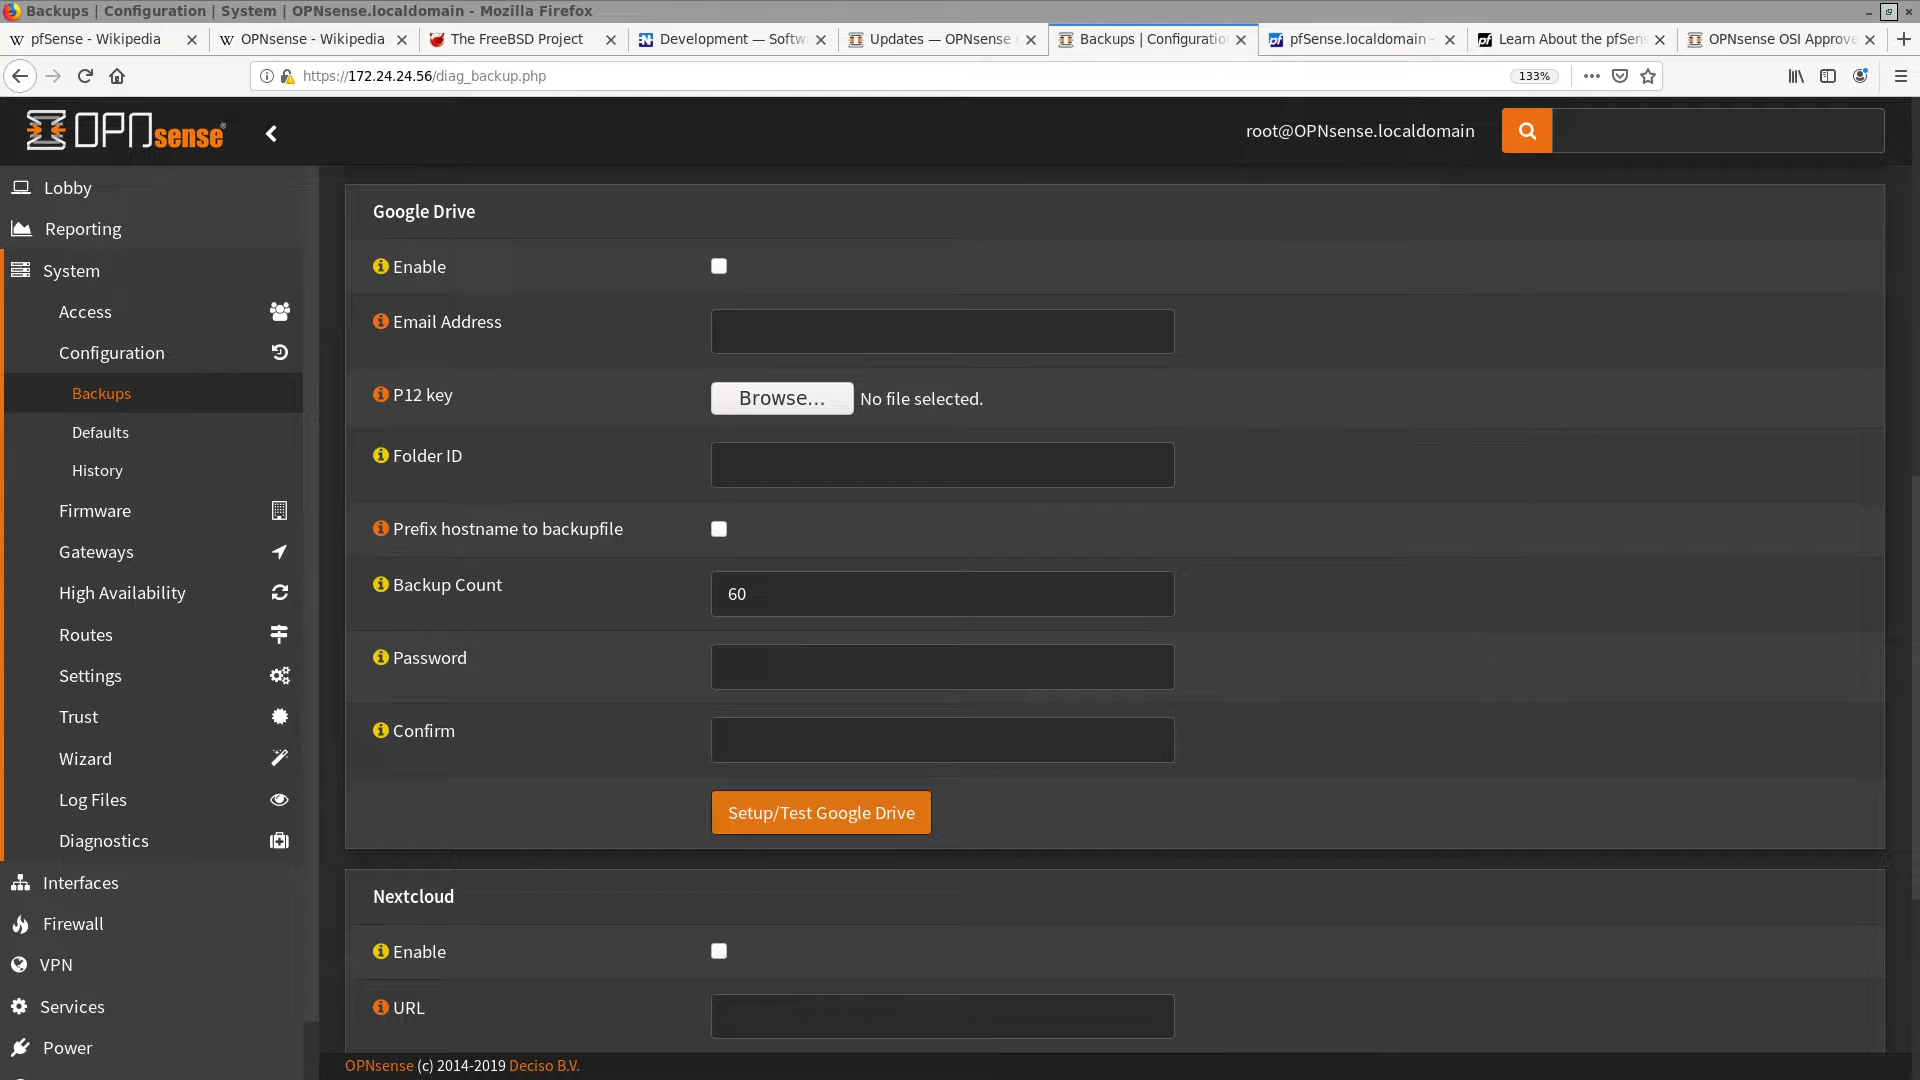 Backups | Configuration | System | OPNsense.localdomain - Mozilla Firefox
pfSense - Wikipedia
OPNsense - Wikipedia
The FreeBSD Project
Development — Softw
Updates — OPNsense
Backups | Configuratio
pfSense.localdomain -
Learn About the pfSens
OPNsense OSI Approve
https://172.24.24.56/diag_backup.php
133%
OPNsense
root@OPNsense.localdomain
Lobby
Reporting
System
Access
Configuration
Backups
Defaults
History
Firmware
Gateways
High Availability
Routes
Settings
Trust
Wizard
Log Files
Diagnostics
Interfaces
Firewall
VPN
Services
Power
Google Drive
Enable
Email Address
P12 key
Browse...
No file selected.
Folder ID
Prefix hostname to backupfile
Backup Count
60
Password
Confirm
Setup/Test Google Drive
Nextcloud
Enable
URL
OPNsense (c) 2014-2019 Deciso B.V.